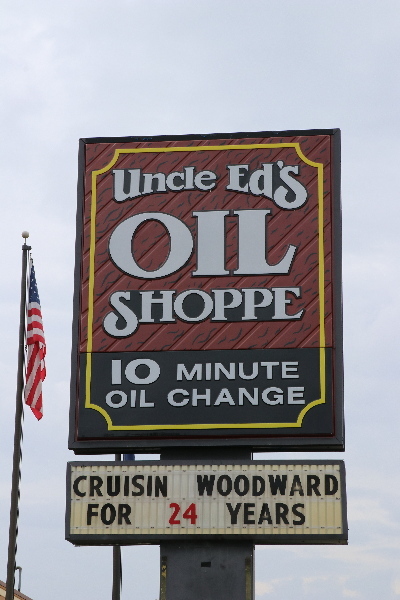 Uncle Ed's
OIL
SHOPPE
10 MINUTE
OIL CHANGE
CRUISIN WOODWARD
FOR 24 YEARS